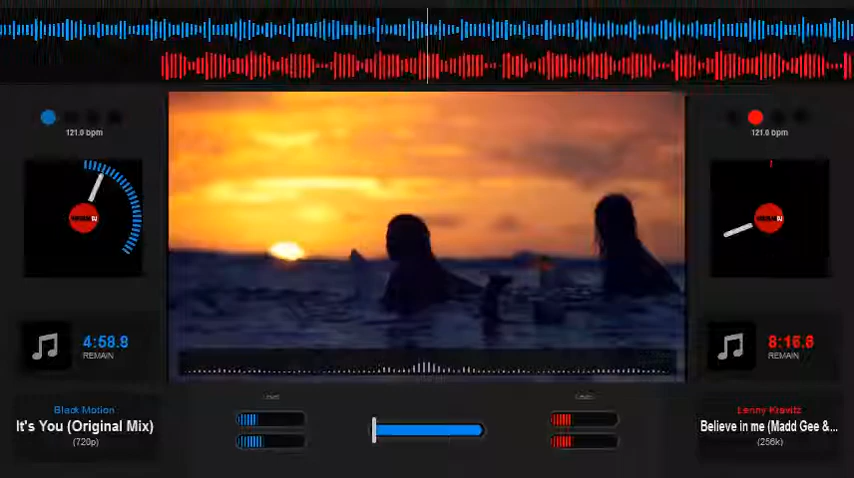 121.0 bpm
121.0 bpm
4:58.9
REMAIN
8:16.6
REMAIN
Black Motion
It's You (Original Mix)
(720p)
Lenny Kravitz
Believe in me (Madd Gee &...
(256k)